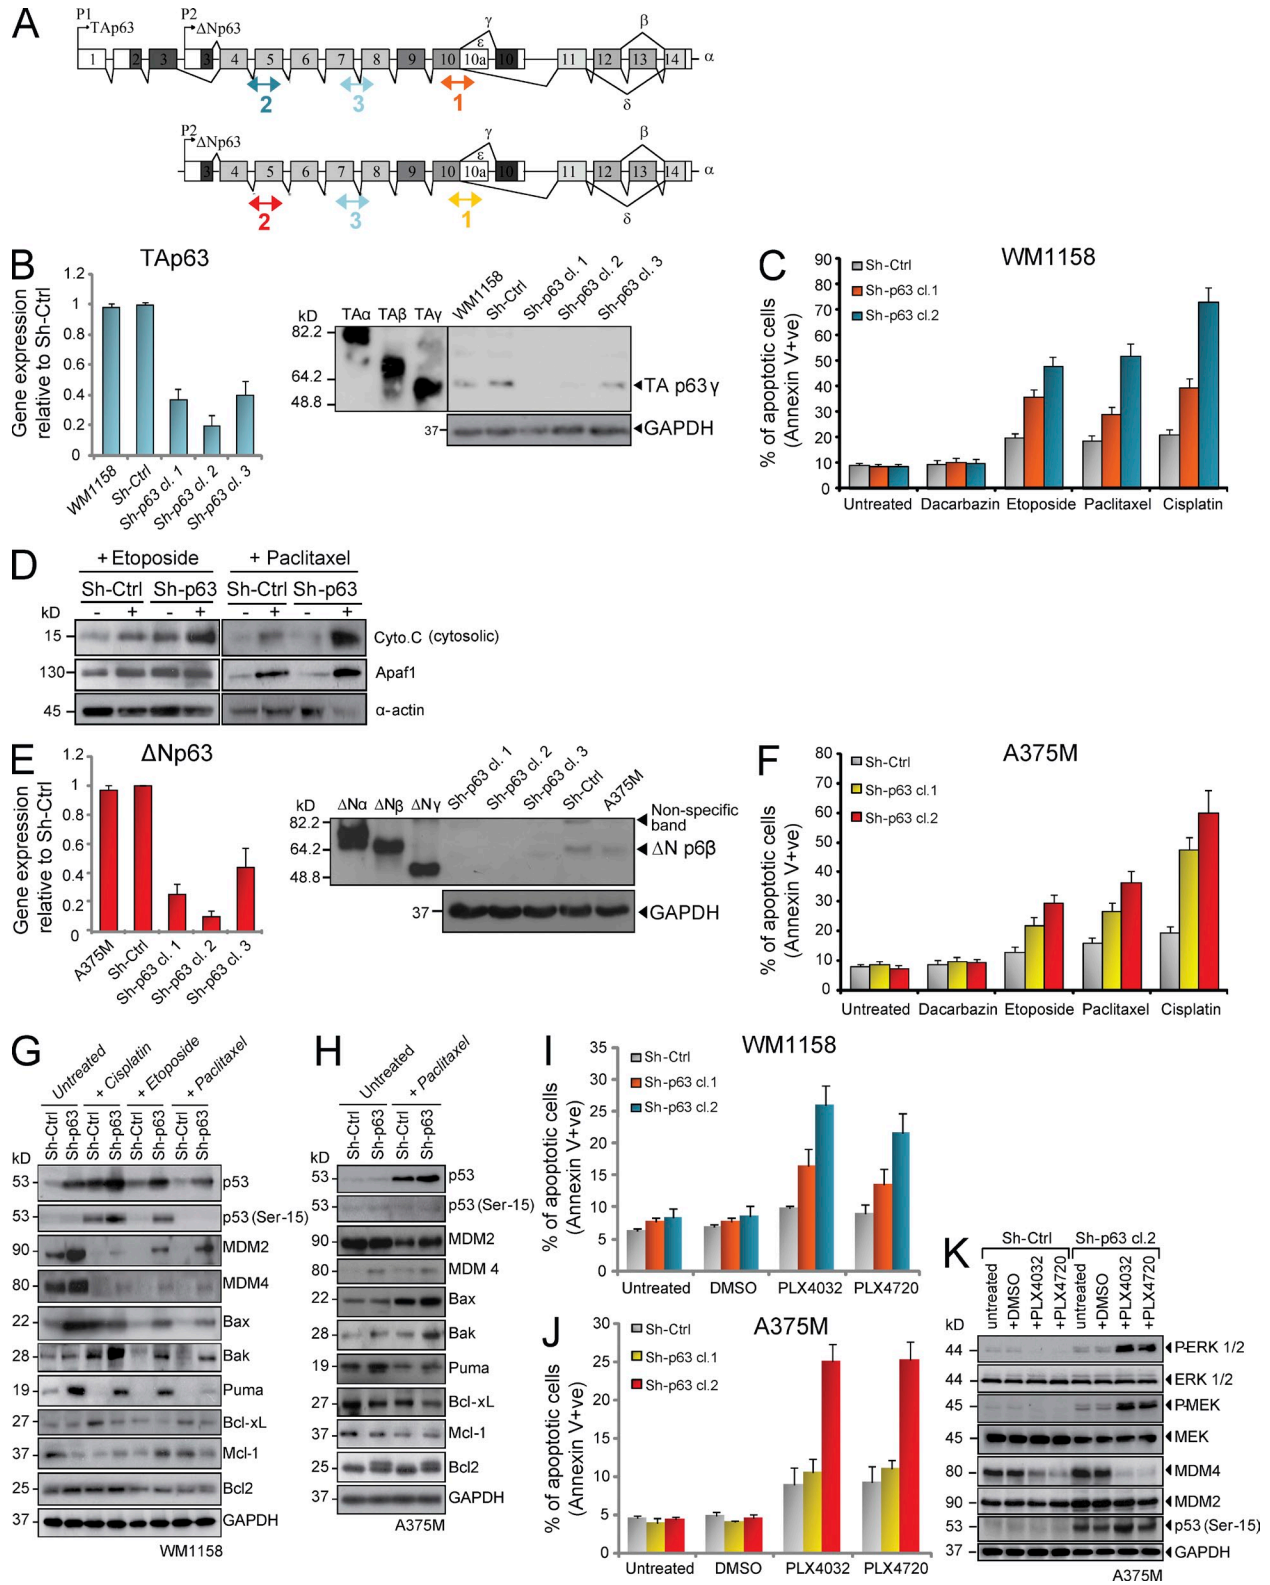 A
P1
TAp63
P2
ΔNp63
γ
β
ε
1 2 3 3 4 5 6 7 8 9 10 10a 10 11 12 13 14 α
δ
2 3 1
P2
ΔNp63
γ
β
ε
3 4 5 6 7 8 9 10 10a 10 11 12 13 14 α
δ
2 3 1
B
TAp63
Gene expression
relative to Sh-Ctrl
1.2
1
0.8
0.6
0.4
0.2
0
WM1158
Sh-Ctrl
Sh-p63 cl. 1
Sh-p63 cl. 2
Sh-p63 cl. 3
kD TAα TAβ TAγ WM1158 Sh-Ctrl Sh-p63 cl. 1 Sh-p63 cl. 2 Sh-p63 cl. 3
82.2
64.2
48.8
TA p63γ
37
GAPDH
C
WM1158
% of apoptotic cells
(Annexin V+ve)
90
80
70
60
50
40
30
20
10
0
Sh-Ctrl
Sh-p63 cl.1
Sh-p63 cl.2
Untreated Dacarbazin Etoposide Paclitaxel Cisplatin
D
+ Etoposide + Paclitaxel
Sh-Ctrl Sh-p63 Sh-Ctrl Sh-p63
kD - + - + - + - +
15 Cyto.C (cytosolic)
130 Apaf1
45 α-actin
E
ΔNp63
Gene expression
relative to Sh-Ctrl
1.2
1
0.8
0.6
0.4
0.2
0
A375M
Sh-Ctrl
Sh-p63 cl. 1
Sh-p63 cl. 2
Sh-p63 cl. 3
kD ΔNα ΔNβ ΔNγ Sh-p63 cl. 1 Sh-p63 cl. 2 Sh-p63 cl. 3 Sh-Ctrl A375M
82.2
64.2
48.8
Non-specific
band
ΔN p6β
37
GAPDH
F
A375M
% of apoptotic cells
(Annexin V+ve)
80
70
60
50
40
30
20
10
0
Sh-Ctrl
Sh-p63 cl.1
Sh-p63 cl.2
Untreated Dacarbazin Etoposide Paclitaxel Cisplatin
G
Untreated + Cisplatin + Etoposide + Paclitaxel
Sh-Ctrl Sh-p63 Sh-Ctrl Sh-p63 Sh-Ctrl Sh-p63 Sh-Ctrl Sh-p63
kD
53 p53
53 p53 (Ser-15)
90 MDM2
80 MDM4
22 Bax
28 Bak
19 Puma
27 Bcl-xL
37 Mcl-1
25 Bcl2
37 GAPDH
WM1158
H
Untreated + Paclitaxel
Sh-Ctrl Sh-p63 Sh-Ctrl Sh-p63
kD
53 p53
53 p53 (Ser-15)
90 MDM2
80 MDM 4
22 Bax
28 Bak
19 Puma
27 Bcl-xL
37 Mcl-1
25 Bcl2
37 GAPDH
A375M
I
WM1158
% of apoptotic cells
(Annexin V+ve)
35
30
25
20
15
10
5
0
Sh-Ctrl
Sh-p63 cl.1
Sh-p63 cl.2
Untreated DMSO PLX4032 PLX4720
J
A375M
% of apoptotic cells
(Annexin V+ve)
30
25
20
15
10
5
0
Sh-Ctrl
Sh-p63 cl.1
Sh-p63 cl.2
Untreated DMSO PLX4032 PLX4720
K
Sh-Ctrl Sh-p63 cl.2
untreated +DMSO +PLX4032 +PLX4720 untreated +DMSO +PLX4032 +PLX4720
kD
44 P-ERK 1/2
44 ERK 1/2
45 P-MEK
45 MEK
80 MDM4
90 MDM2
53 p53 (Ser-15)
37 GAPDH
A375M